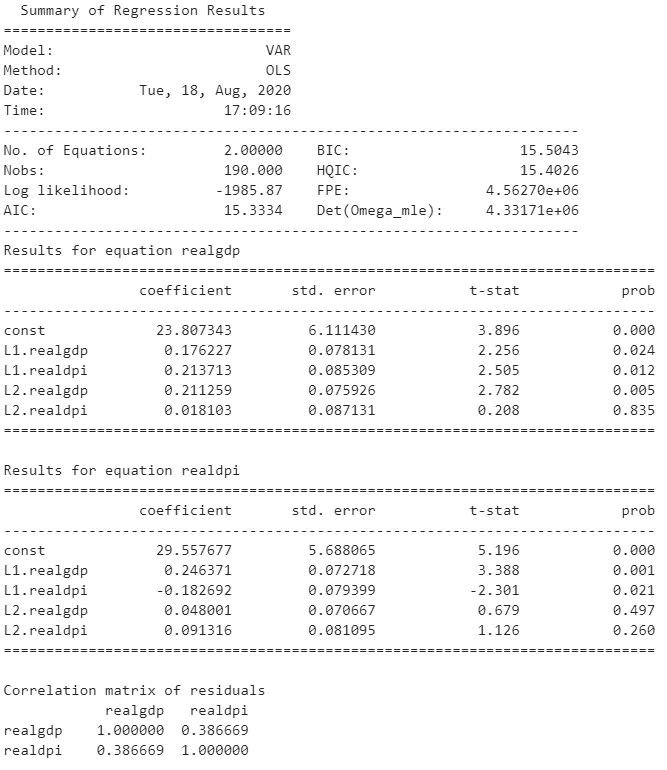 Summary of Regression Results
==================================
Model:                         VAR
Method:                        OLS
Date:           Tue, 18, Aug, 2020
Time:                     17:09:16
--------------------------------------------------------------------
No. of Equations:         2.00000    BIC:                    15.5043
Nobs:                     190.000    HQIC:                   15.4026
Log likelihood:          -1985.87    FPE:                4.56270e+06
AIC:                      15.3334    Det(Omega_mle):     4.33171e+06
--------------------------------------------------------------------
Results for equation realgdp
=============================================================================
                coefficient       std. error           t-stat            prob
-----------------------------------------------------------------------------
const             23.807343         6.111430            3.896           0.000
L1.realgdp         0.176227         0.078131            2.256           0.024
L1.realdpi         0.213713         0.085309            2.505           0.012
L2.realgdp         0.211259         0.075926            2.782           0.005
L2.realdpi         0.018103         0.087131            0.208           0.835
=============================================================================

Results for equation realdpi
=============================================================================
                coefficient       std. error           t-stat            prob
-----------------------------------------------------------------------------
const             29.557677         5.688065            5.196           0.000
L1.realgdp         0.246371         0.072718            3.388           0.001
L1.realdpi        -0.182692         0.079399           -2.301           0.021
L2.realgdp         0.048001         0.070667            0.679           0.497
L2.realdpi         0.091316         0.081095            1.126           0.260
=============================================================================

Correlation matrix of residuals
            realgdp   realdpi
realgdp    1.000000  0.386669
realdpi    0.386669  1.000000